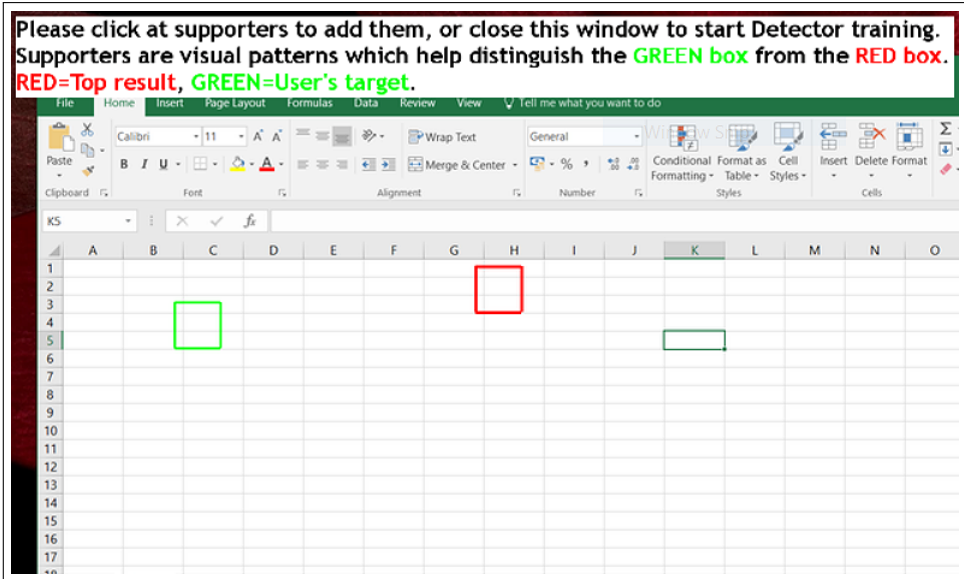 Please click at supporters to add them, or close this window to start Detector training.
Supporters are visual patterns which help distinguish the GREEN box from the RED box.
RED=Top result, GREEN=User's target.
File Home Insert Page Layout Formulas Data Review View Tell me what you want to do
Calibri 11 A A Wrap Text General
Paste B I U A Merge & Center % Conditional Formatting Format as Table Cell Styles Insert Delete Format
Clipboard Font Alignment Number Styles Cells
K5 fx
A B C D E F G H I J K L M N O
1
2
3
4
5
6
7
8
9
10
11
12
13
14
15
16
17